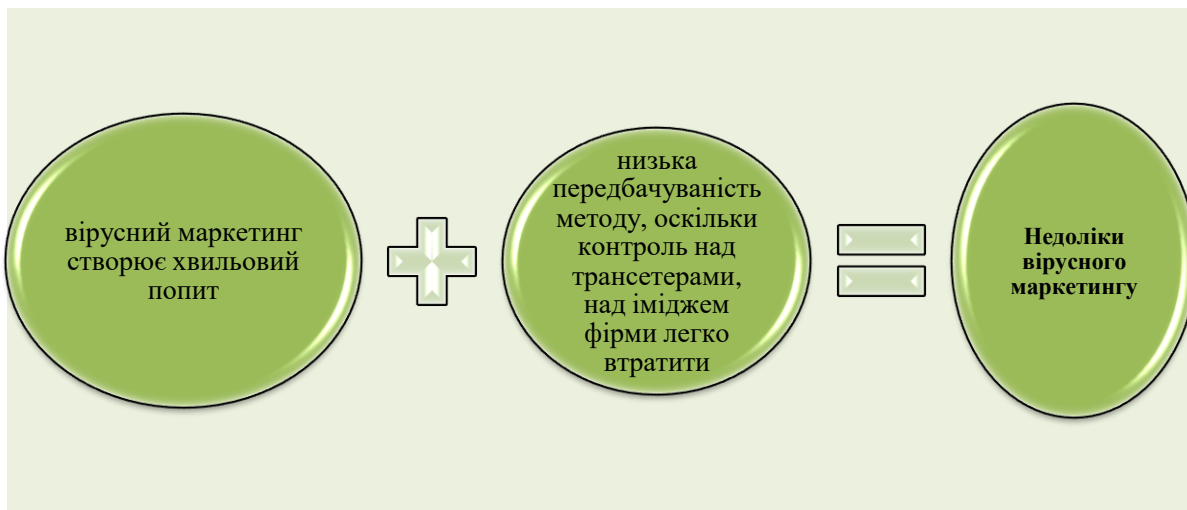 вірусний маркетинг
створює хвильовий
попит
низька
передбачуваність
методу, оскільки
контроль над
трансетерами,
над іміджем
фірми легко
втратити
Недоліки
вірусного
маркетингу